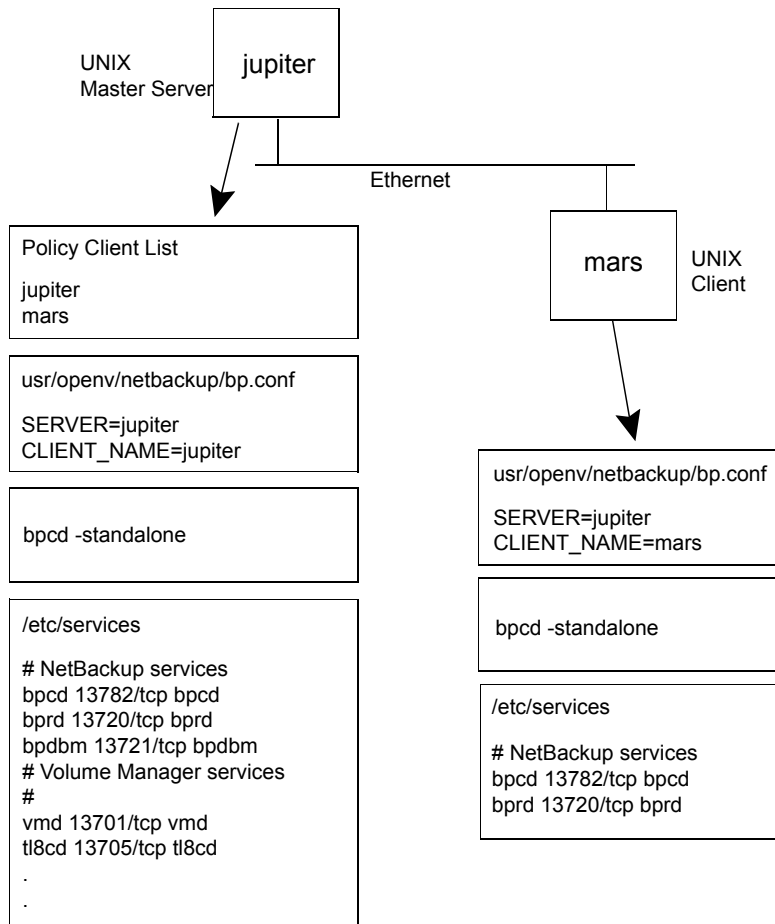 UNIX
Master Server
jupiter
Ethernet
Policy Client List
jupiter
mars
usr/openv/netbackup/bp.conf
SERVER=jupiter
CLIENT_NAME=jupiter
bpcd -standalone
/etc/services
# NetBackup services
bpcd 13782/tcp bpcd
bprd 13720/tcp bprd
bpdbm 13721/tcp bpdbm
# Volume Manager services
#
vmd 13701/tcp vmd
tl8cd 13705/tcp tl8cd
.
.
mars
UNIX
Client
usr/openv/netbackup/bp.conf
SERVER=jupiter
CLIENT_NAME=mars
bpcd -standalone
/etc/services
# NetBackup services
bpcd 13782/tcp bpcd
bprd 13720/tcp bprd